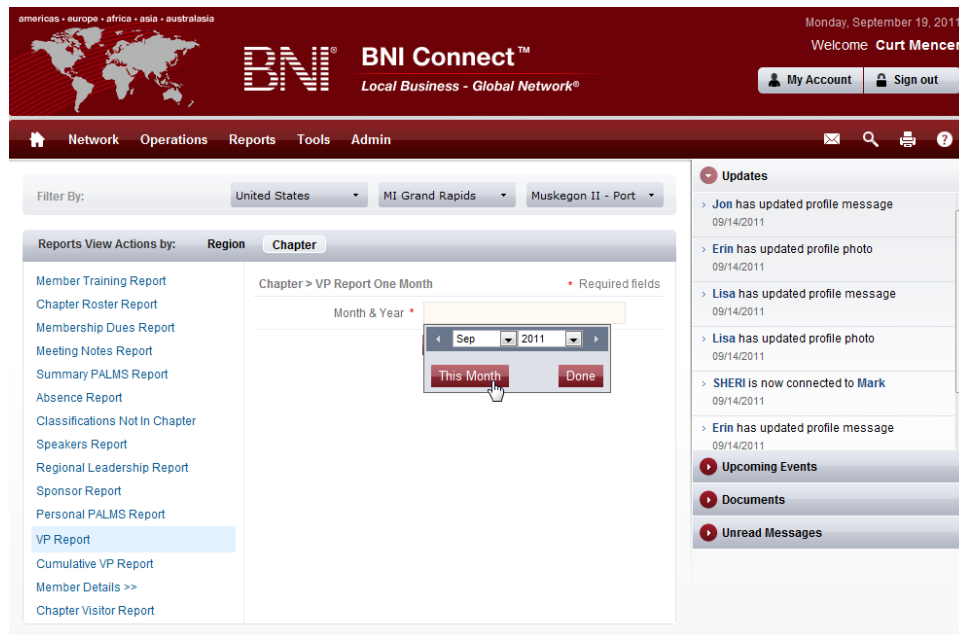 americas • europe • africa • asia • australasia
Monday, September 19, 2011
Welcome Curt Mencer
BNI®
BNI Connect™
Local Business - Global Network®
My Account
Sign out
Network Operations Reports Tools Admin
Filter By:
United States
MI Grand Rapids
Muskegon II - Port
Reports View Actions by: Region Chapter
Member Training Report
Chapter Roster Report
Membership Dues Report
Meeting Notes Report
Summary PALMS Report
Absence Report
Classifications Not In Chapter
Speakers Report
Regional Leadership Report
Sponsor Report
Personal PALMS Report
VP Report
Cumulative VP Report
Member Details >>
Chapter Visitor Report
Chapter > VP Report One Month
* Required fields
Month & Year *
Sep 2011
This Month
Done
Updates
Jon has updated profile message
09/14/2011
Erin has updated profile photo
09/14/2011
Lisa has updated profile message
09/14/2011
Lisa has updated profile photo
09/14/2011
SHERI is now connected to Mark
09/14/2011
Erin has updated profile message
09/14/2011
Upcoming Events
Documents
Unread Messages